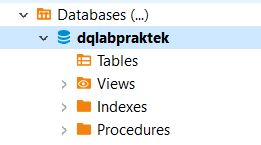 Databases (...)
dqlabpraktek
Tables
Views
Indexes
Procedures